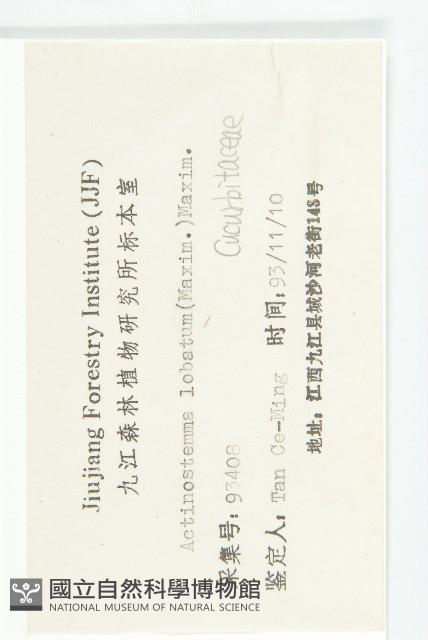 Jiujiang Forestry Institute (JJF)
九江森林植物研究所标本室
Actinostemma lobatum(Maxim.)Maxim.
Cucurbitaceae
采集号: 93408
鉴定人: Tan Ce-Ming 时间: 93/11/10
地址: 江西九江县城沙河老街148号
國立自然科學博物館
NATIONAL MUSEUM OF NATURAL SCIENCE